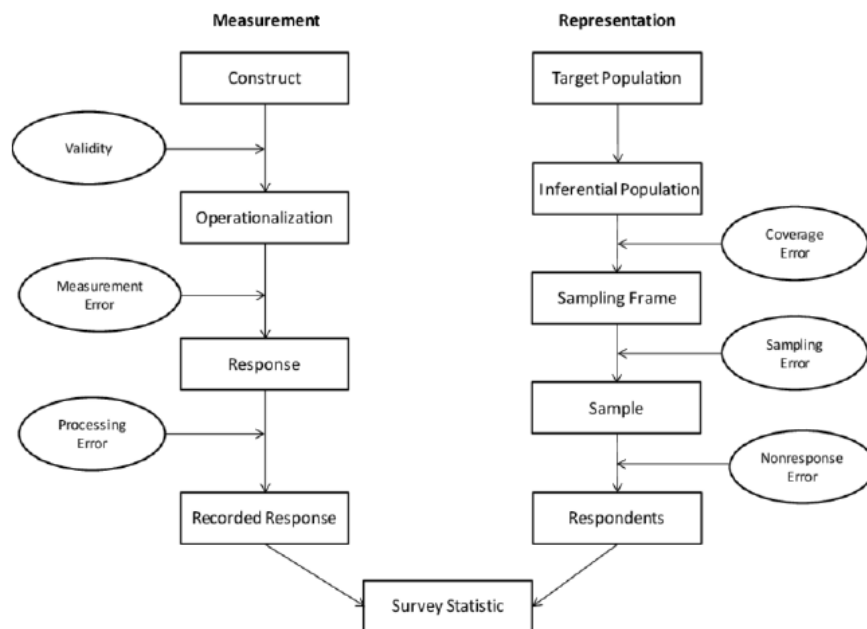 Measurement
Representation
Construct
Target Population
Validity
Operationalization
Inferential Population
Coverage
Error
Measurement
Error
Sampling Frame
Response
Sampling
Error
Sample
Processing
Error
Nonresponse
Error
Recorded Response
Respondents
Survey Statistic